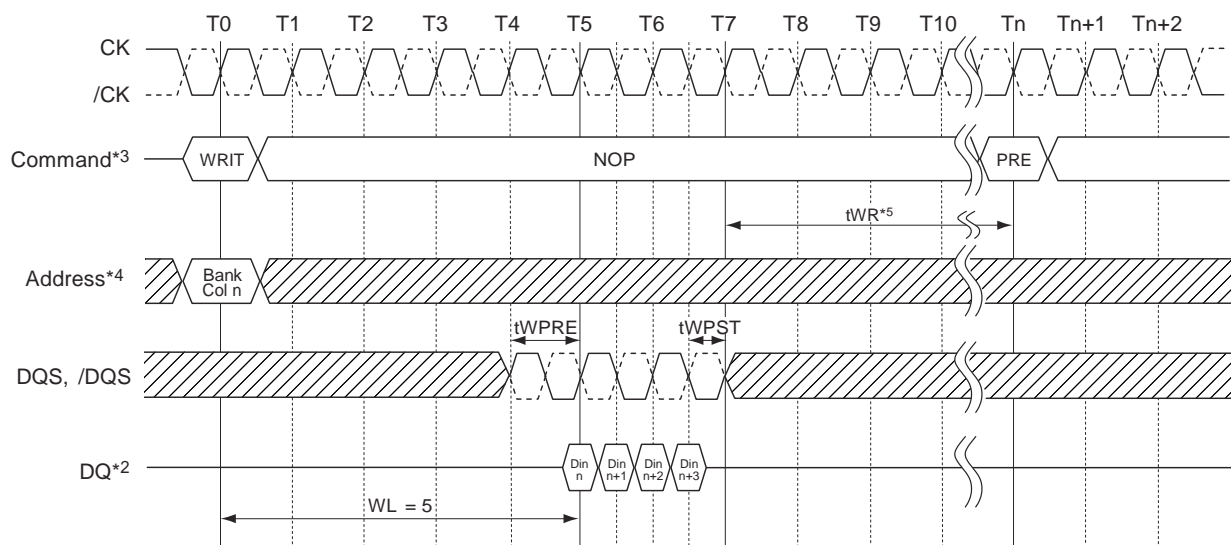 T0 T1 T2 T3 T4 T5 T6 T7 T8 T9 T10 Tn Tn+1 Tn+2
CK
/CK
Command*3 WRIT NOP PRE
tWR*5
Address*4 Bank
Col n
tWPRE tWPST
DQS, /DQS
DQ*2 Din
n Din
n+1 Din
n+2 Din
n+3
WL = 5